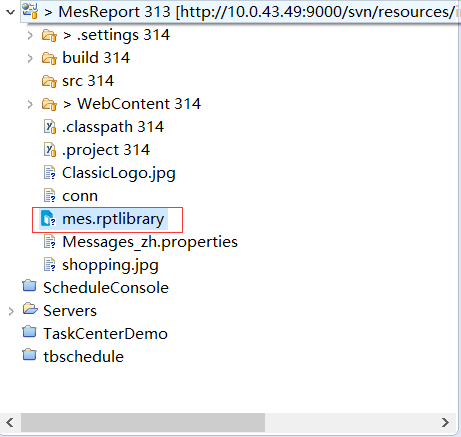 > MesReport 313 [http://10.0.43.49:9000/svn/resources/i
> .settings 314
build 314
src 314
> WebContent 314
.classpath 314
.project 314
ClassicLogo.jpg
conn
mes.rptlibrary
Messages_zh.properties
shopping.jpg
ScheduleConsole
Servers
TaskCenterDemo
tbschedule